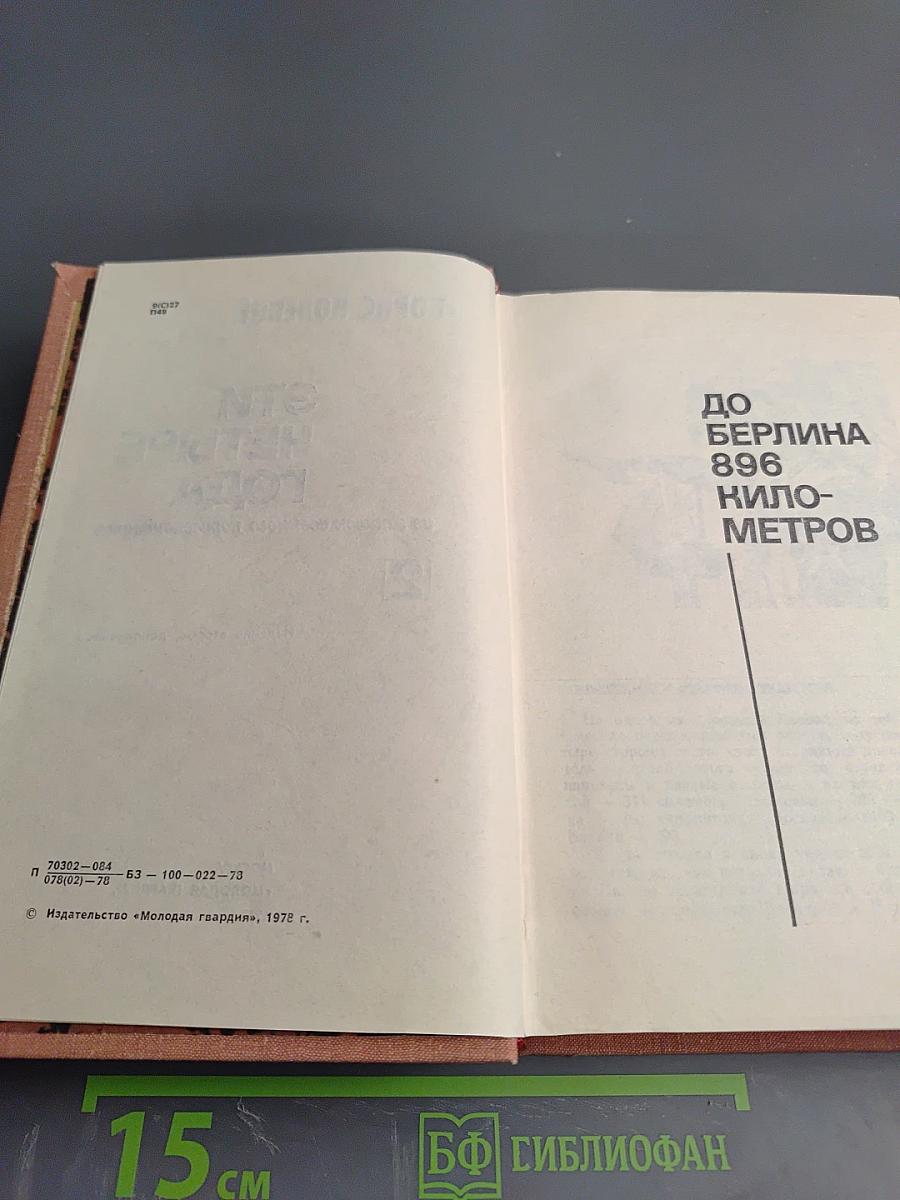 9(С)27
П49
П 70302—084
078(02)—78 БЗ — 100—022—78
© Издательство «Молодая гвардия», 1978 г.
ДО
БЕРЛИНА
896
КИЛО-
МЕТРОВ
15 см
БФ БИБЛИОФАН